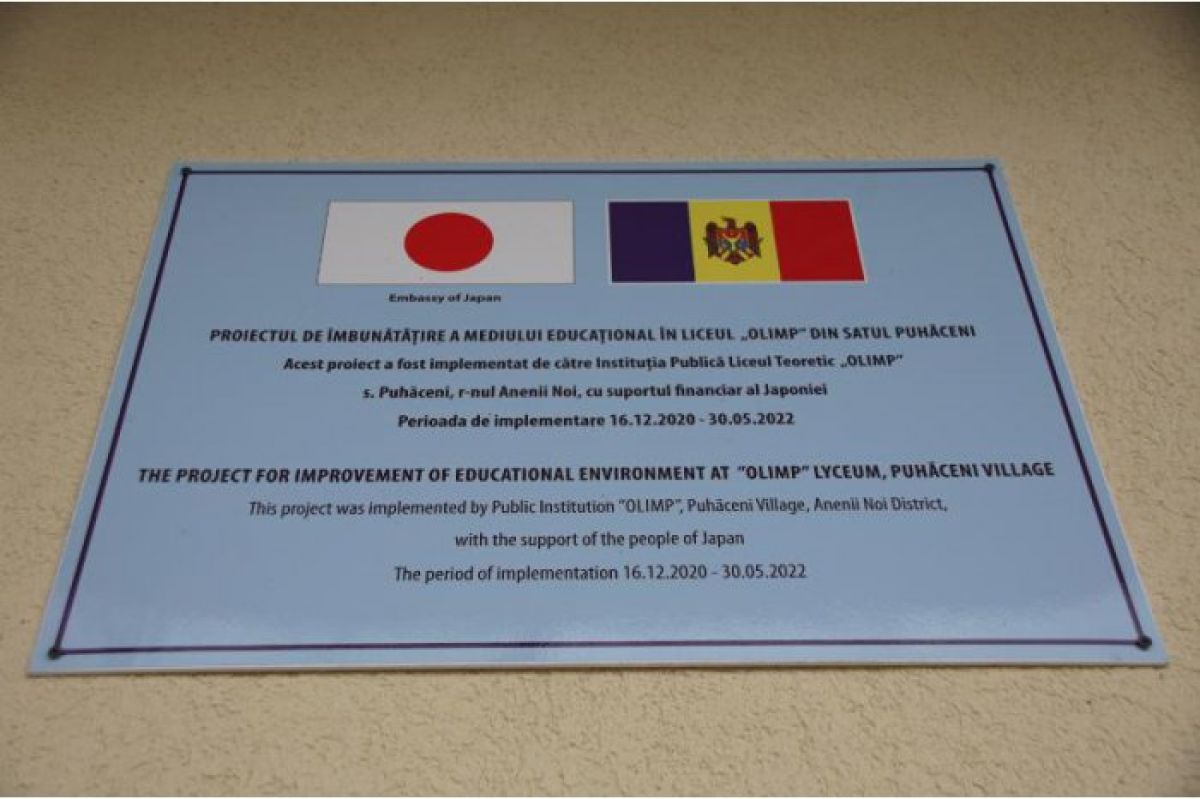 Embassy of Japan
PROIECTUL DE ÎMBUNĂTĂŢIRE A MEDIULUI EDUCAŢIONAL ÎN LICEUL „OLIMP” DIN SATUL PUHĂCENI
Acest proiect a fost implementat de către Instituţia Publică Liceul Teoretic „OLIMP”
s. Puhăceni, r-nul Anenii Noi, cu suportul financiar al Japoniei
Perioada de implementare 16.12.2020 - 30.05.2022
THE PROJECT FOR IMPROVEMENT OF EDUCATIONAL ENVIRONMENT AT “OLIMP” LYCEUM, PUHĂCENI VILLAGE
This project was implemented by Public Institution “OLIMP”, Puhăceni Village, Anenii Noi District,
with the support of the people of Japan
The period of implementation 16.12.2020 - 30.05.2022